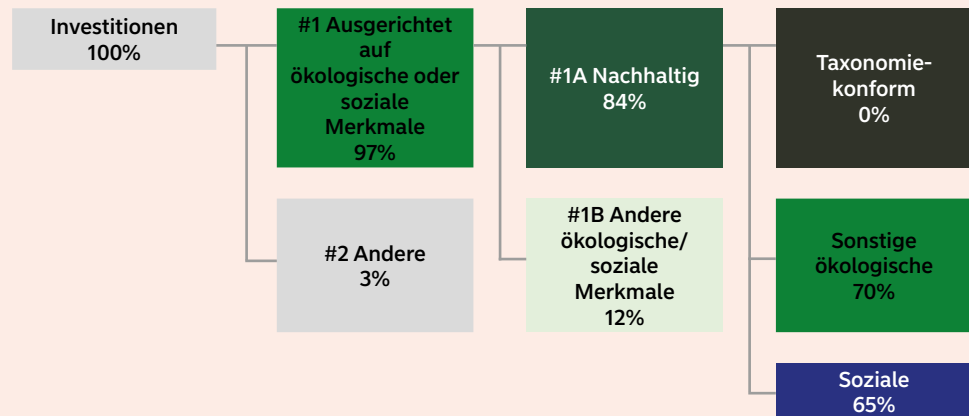 Investitionen
100%
#1 Ausgerichtet
auf
ökologische oder
soziale
Merkmale
97%
#1A Nachhaltig
84%
Taxonomie-
konform
0%
#2 Andere
3%
#1B Andere
ökologische/
soziale
Merkmale
12%
Sonstige
ökologische
70%
Soziale
65%